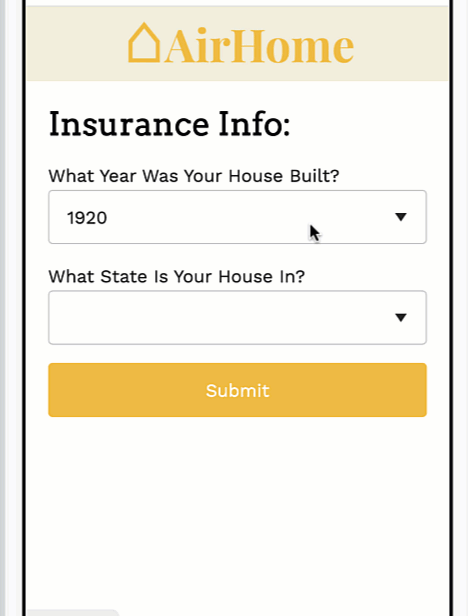 AirHome
Insurance Info:
What Year Was Your House Built?
1920
What State Is Your House In?
Submit